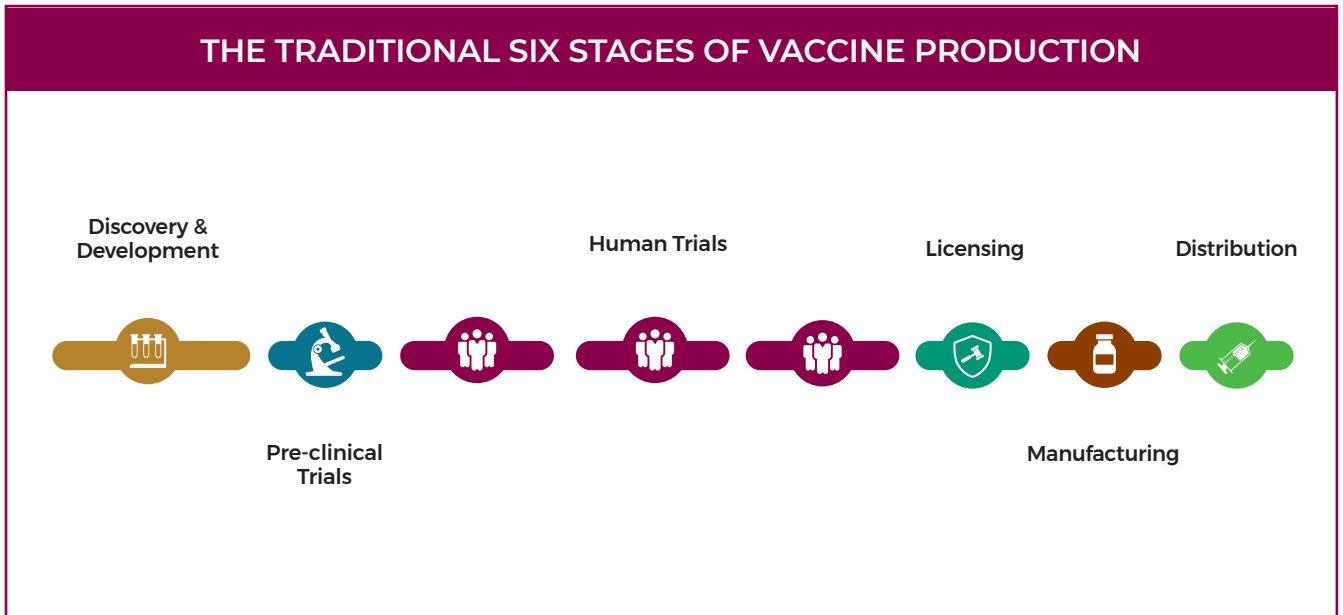 THE TRADITIONAL SIX STAGES OF VACCINE PRODUCTION
Discovery &
Development
Human Trials
Licensing
Distribution
Pre-clinical
Trials
Manufacturing